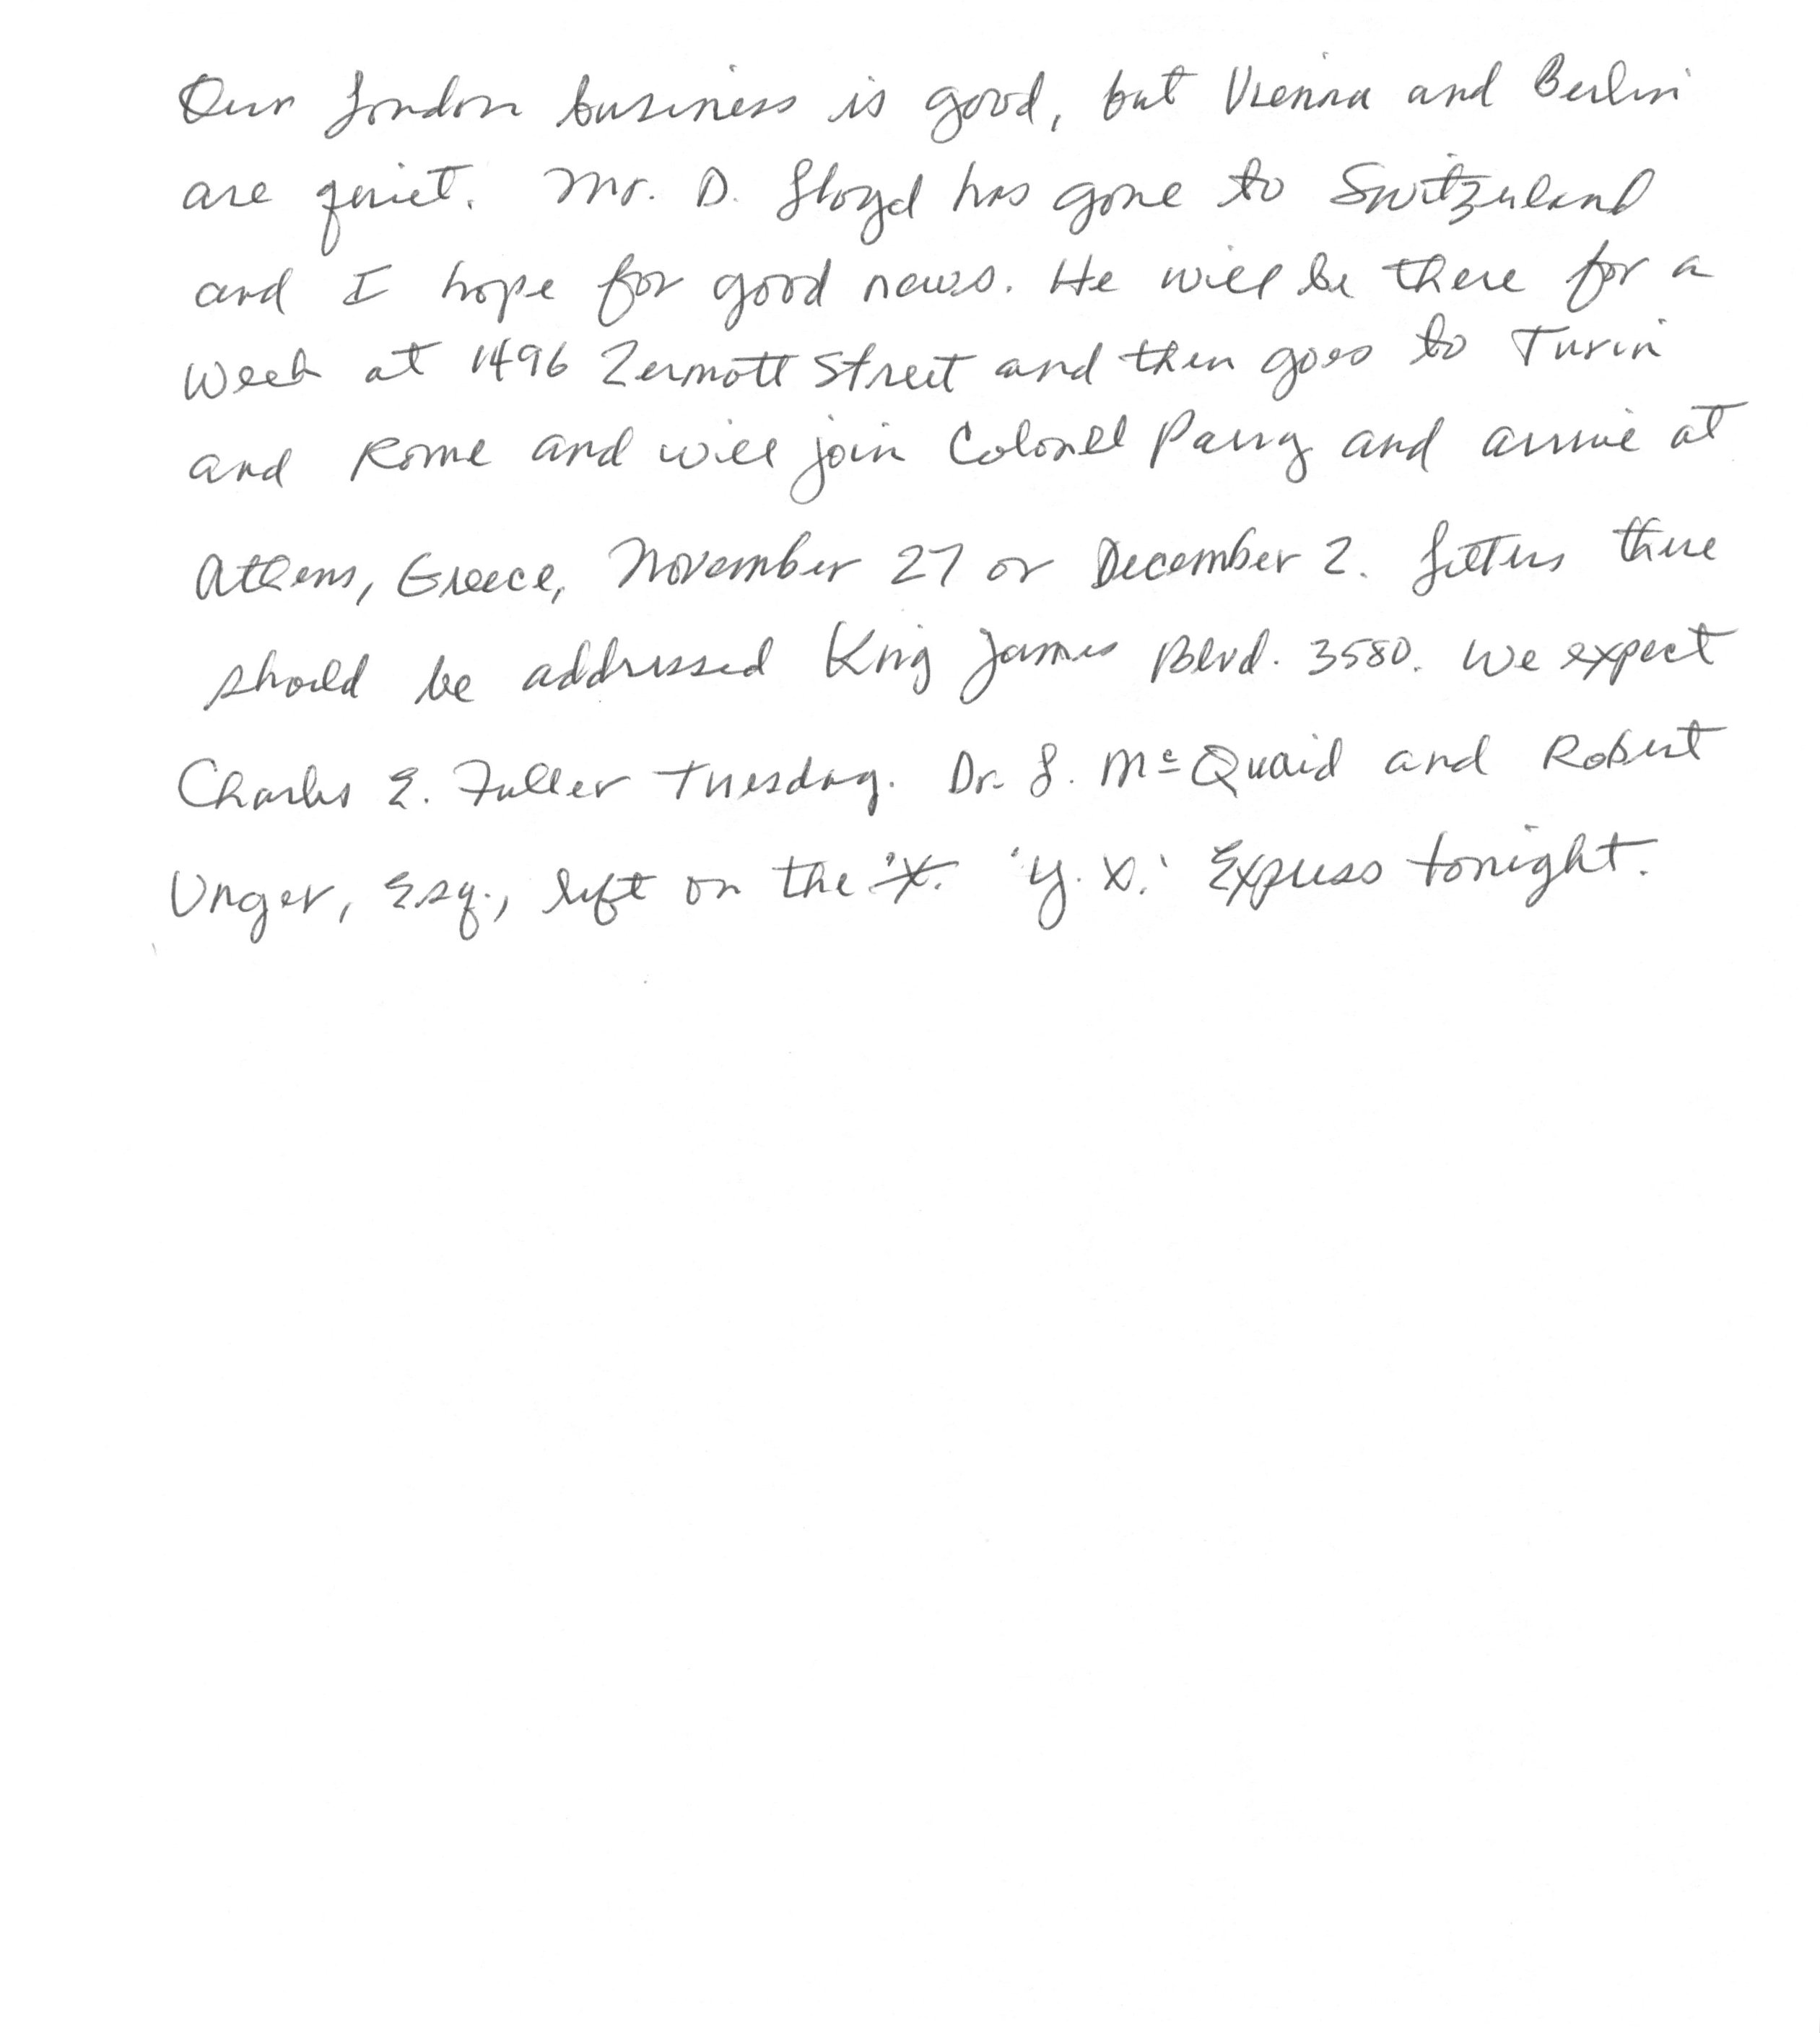 Our London business is good, but Vienna and Berlin
are quiet. Mr. D. Lloyd has gone to Switzerland
and I hope for good news. He will be there for a
week at 1496 Zermott Street and then goes to Turin
and Rome and will join Colonel Parry and arrive at
Athens, Greece, November 27 or December 2. Letters there
should be addressed King James Blvd. 3580. We expect
Charles E. Fuller Tuesday. Dr. L. McQuaid and Robert
Unger, Esq., left on the 'X. 'Y.X.' Express tonight.